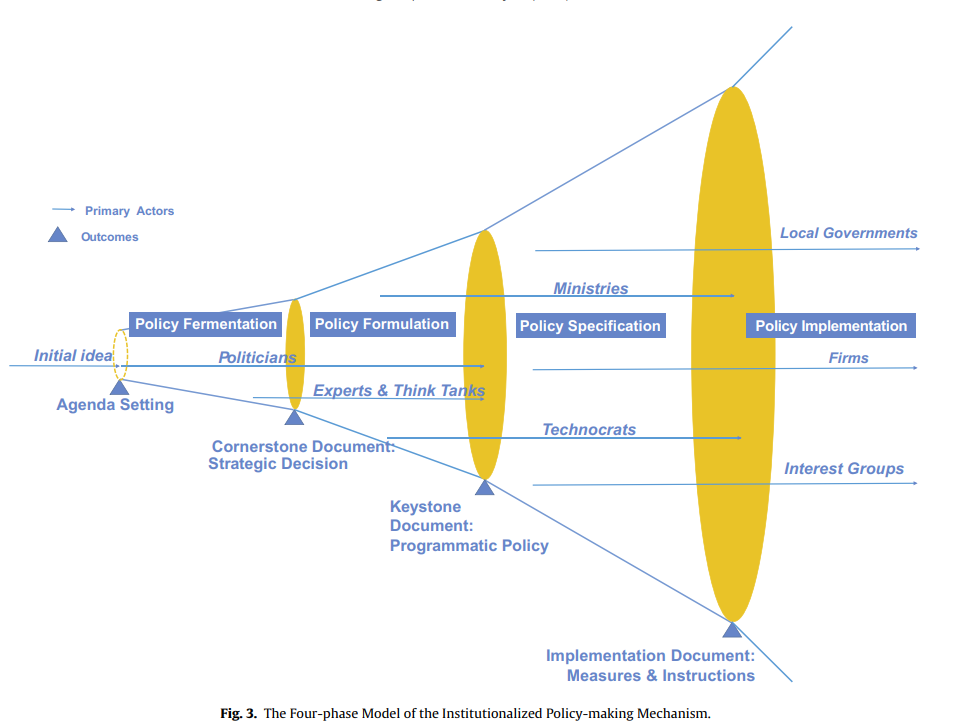 Primary Actors
Outcomes
Local Governments
Ministries
Policy Fermentation
Policy Formulation
Policy Specification
Policy Implementation
Initial idea
Politicians
Firms
Experts & Think Tanks
Agenda Setting
Technocrats
Cornerstone Document:
Strategic Decision
Interest Groups
Keystone
Document:
Programmatic Policy
Implementation Document:
Measures & Instructions
Fig. 3. The Four-phase Model of the Institutionalized Policy-making Mechanism.